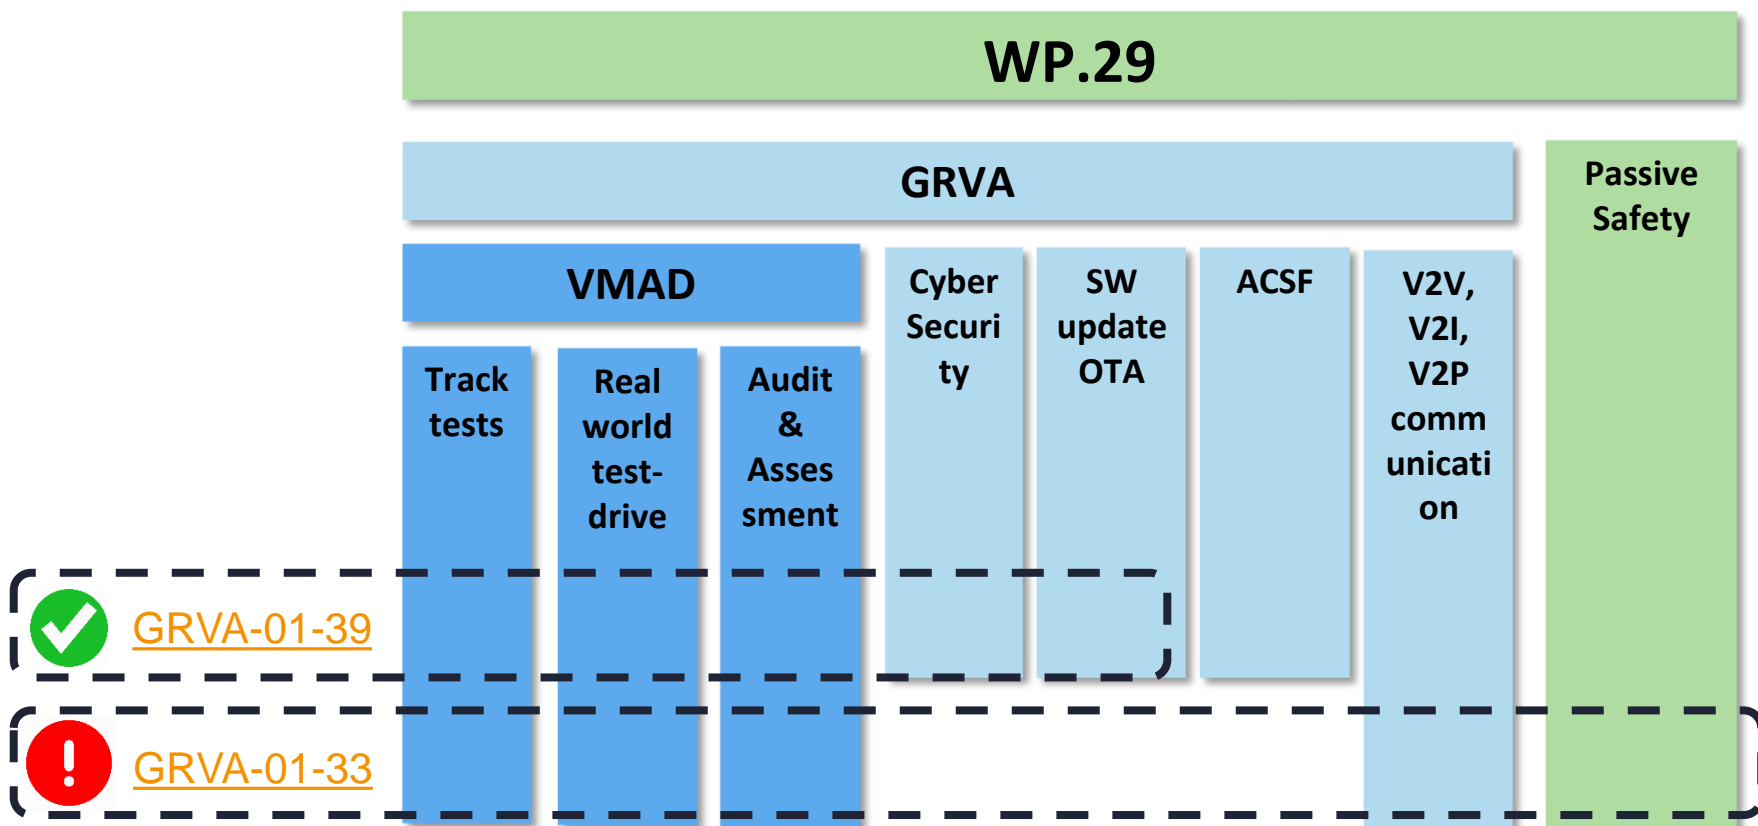 WP.29
GRVA
Passive
Safety
VMAD
Cyber
Securi
ty
SW
update
OTA
ACSF
V2V,
V2I,
V2P
comm
unicati
on
Track
tests
Real
world
test-
drive
Audit
&
Asses
sment
GRVA-01-39
GRVA-01-33